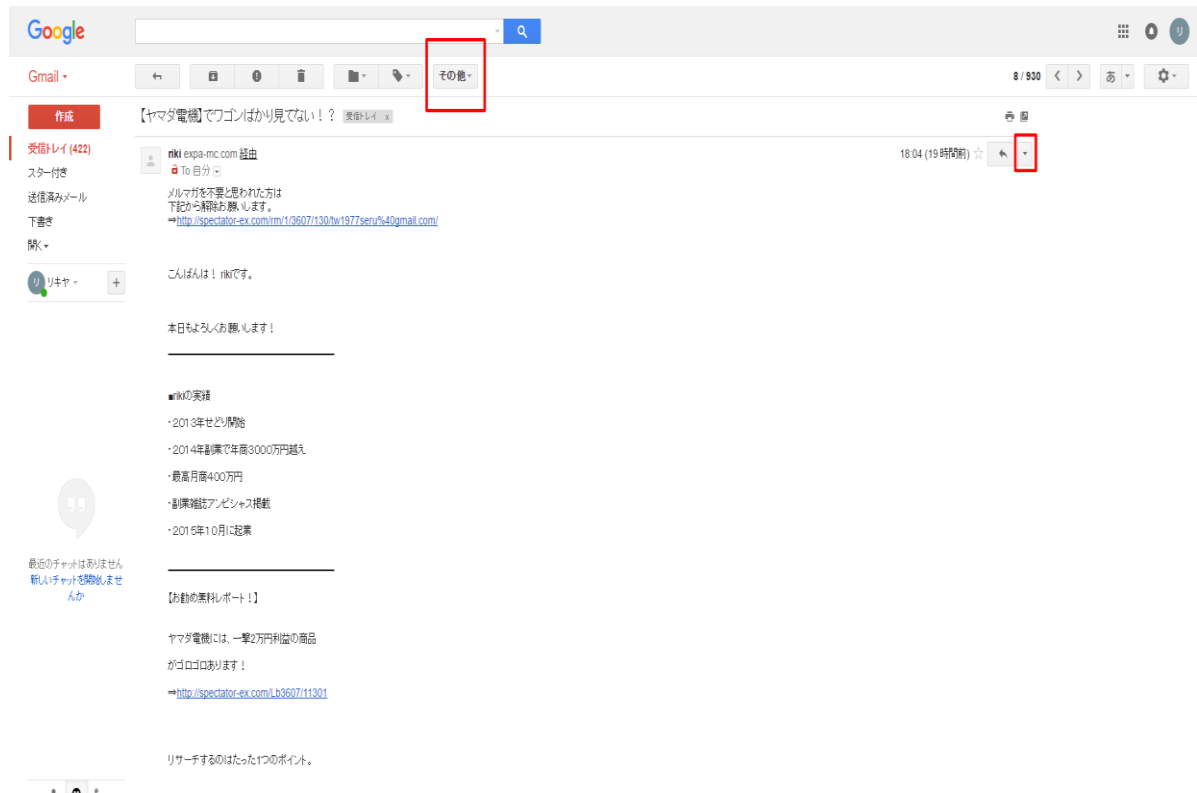 Google
リ
Gmail
その他
8 / 930
あ
作成
【ヤマダ電機】でワゴンばかり見てない！？ 受信トレイ x
受信トレイ (422)
スター付き
送信済みメール
下書き
開く
リキヤ
+
riki expa-mc.com 経由
18:04 (19 時間前)
To 自分
メルマガを不要と思われた方は
下記から解除お願いします。
⇒http://spectator-ex.com/rm/1/3607/130/tw1977seru%40gmail.com/
こんばんは！ rikiです。
本日もよろしくお願いします！
■rikiの実績
・2013年せどり開始
・2014年副業で年商3000万円越え
・最高月商400万円
・副業雑誌アンビシャス掲載
・2015年10月に起業
【お勧め無料レポート！】
ヤマダ電機には、一撃2万円利益の商品
がゴロゴロあります！
⇒http://spectator-ex.com/Lb3607/11301
リサーチするのはたった1つのポイント。
最近のチャットはありません
新しいチャットを開始しませ
んか